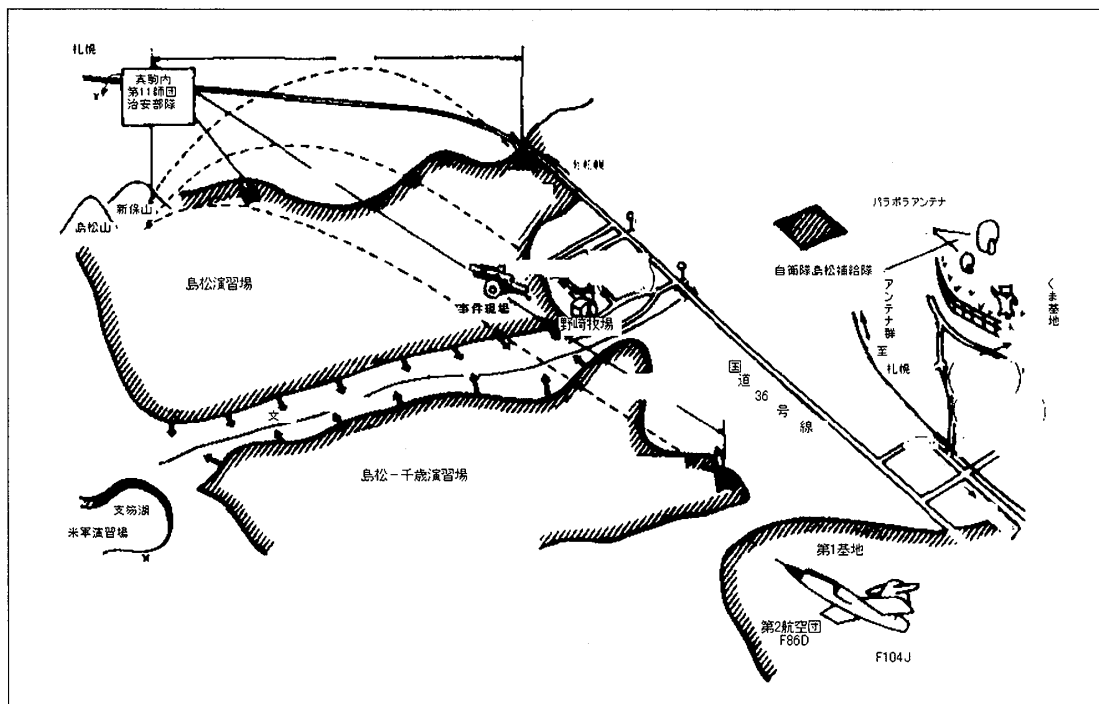 札幌
真駒内
第11師団
治安部隊
新保山
島松山
島松演習場
事件現場
野崎牧場
パラボラアンテナ
自衛隊島松補給隊
アンテナ群
くま基地
至
札幌
国道36号線
文
島松－千歳演習場
支笏湖
米軍演習場
第1基地
第2航空団
F86D
F104J